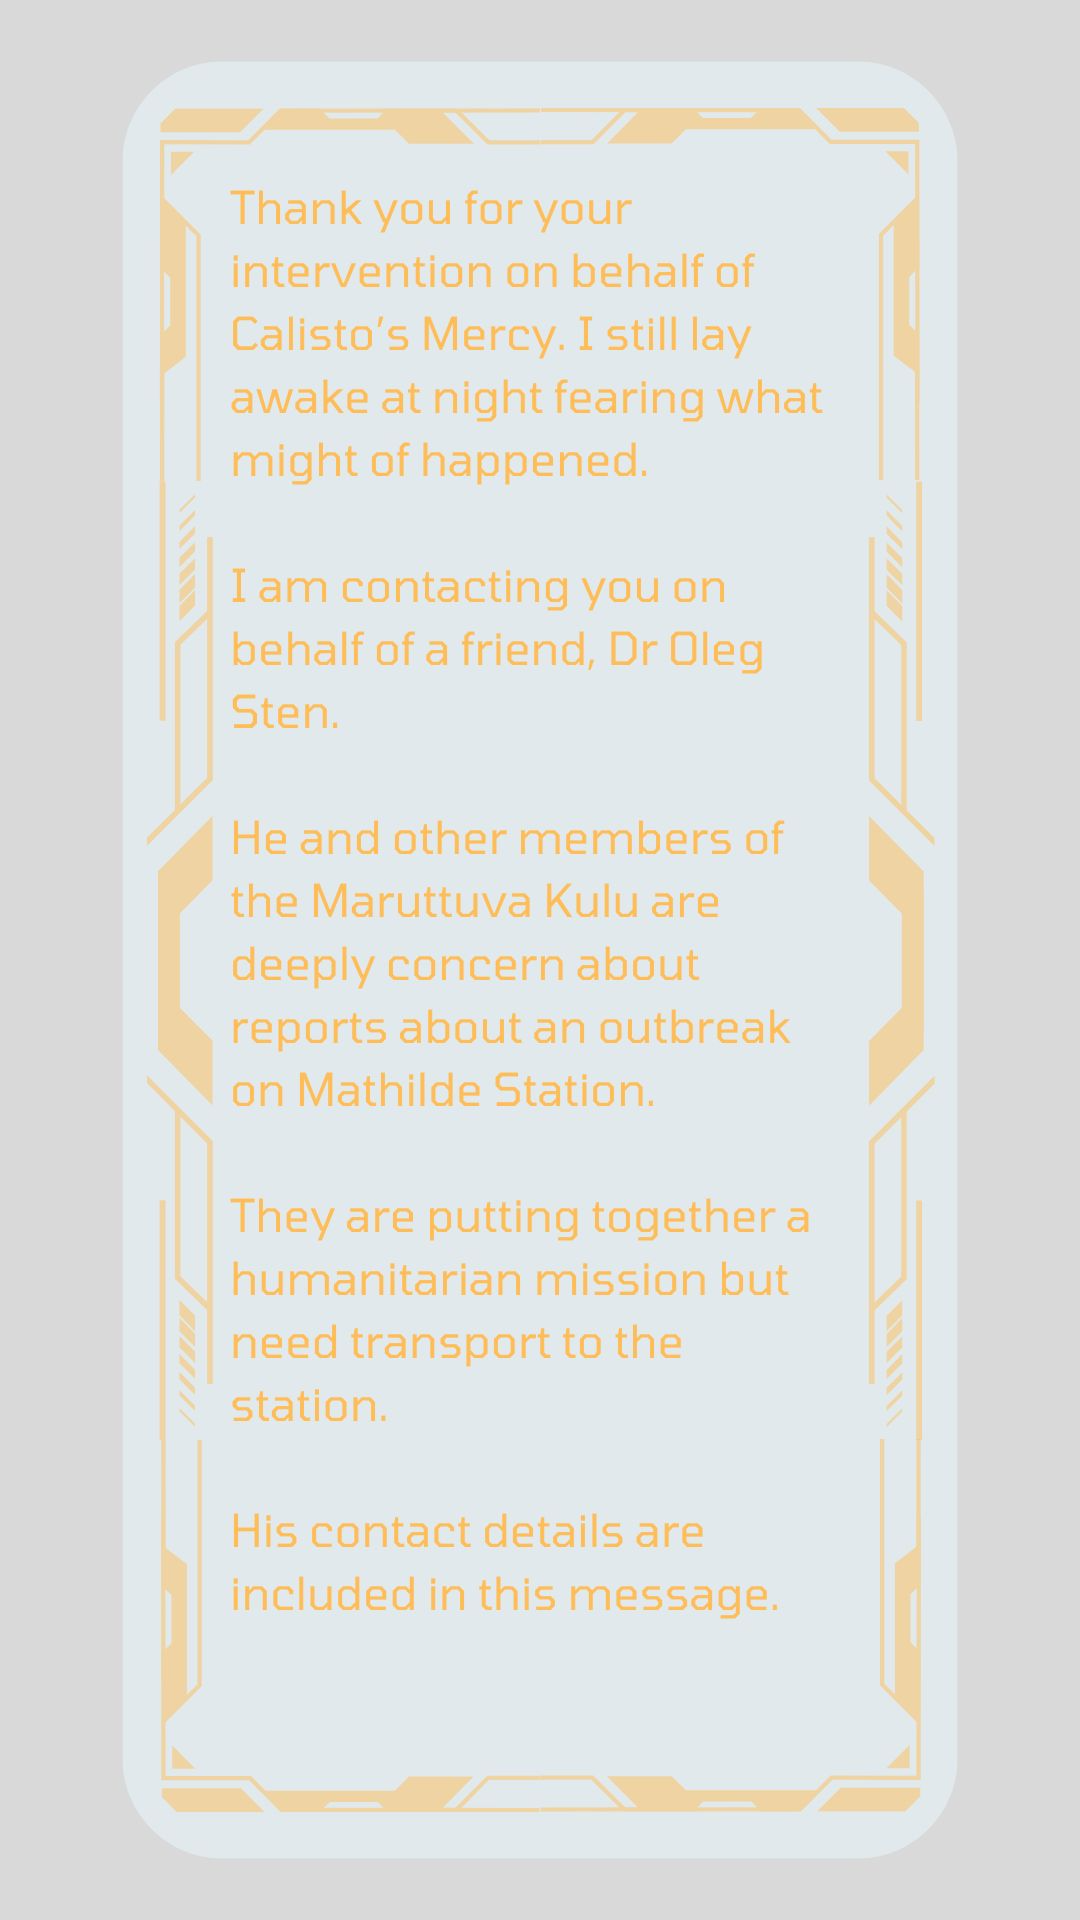 Thank you for your
intervention on behalf of
Calisto’s Mercy. I still lay
awake at night fearing what
might of happened.
I am contacting you on
behalf of a friend, Dr Oleg
Sten.
He and other members of
the Maruttuva Kulu are
deeply concern about
reports about an outbreak
on Mathilde Station.
They are putting together a
humanitarian mission but
need transport to the
station.
His contact details are
included in this message.